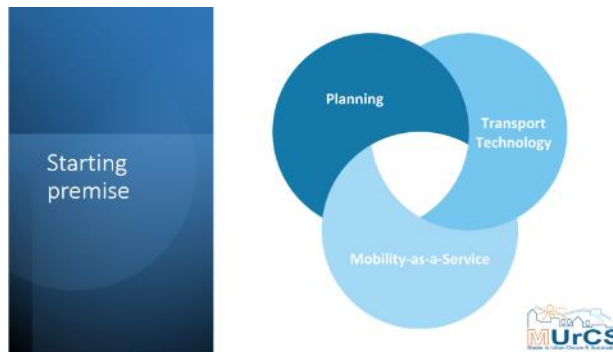 Starting
premise
Planning
Transport
Technology
Mobility-as-a-Service
MUrCS